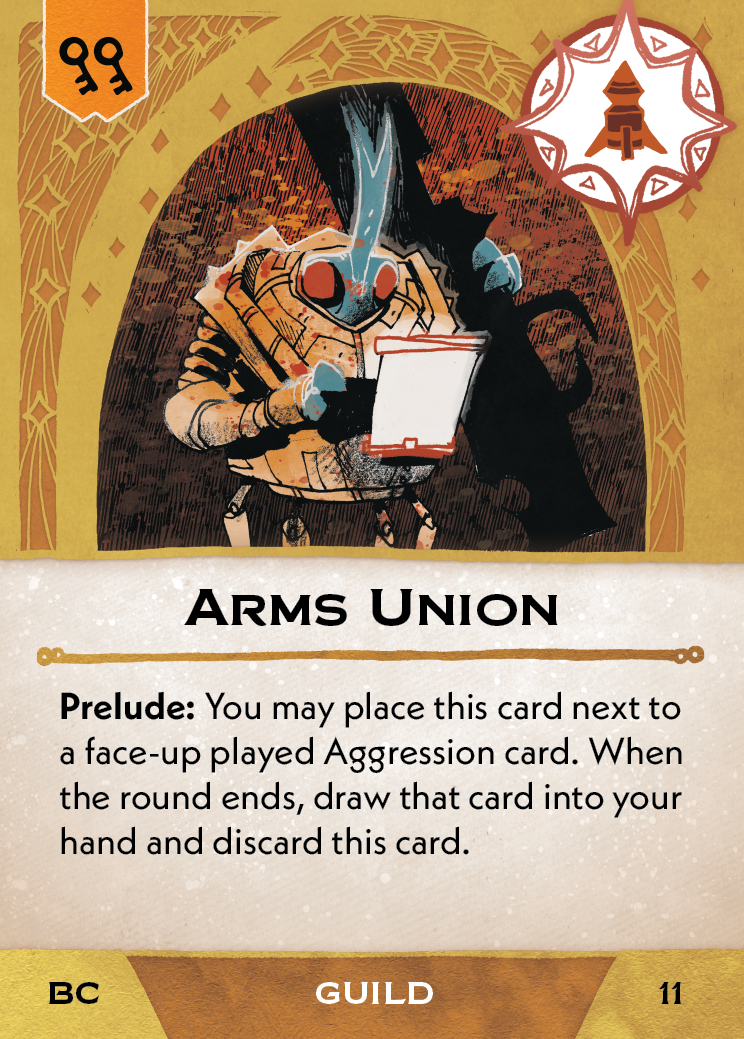 Arms Union
Prelude: You may place this card next to
a face-up played Aggression card. When
the round ends, draw that card into your
hand and discard this card.
BC GUILD 11